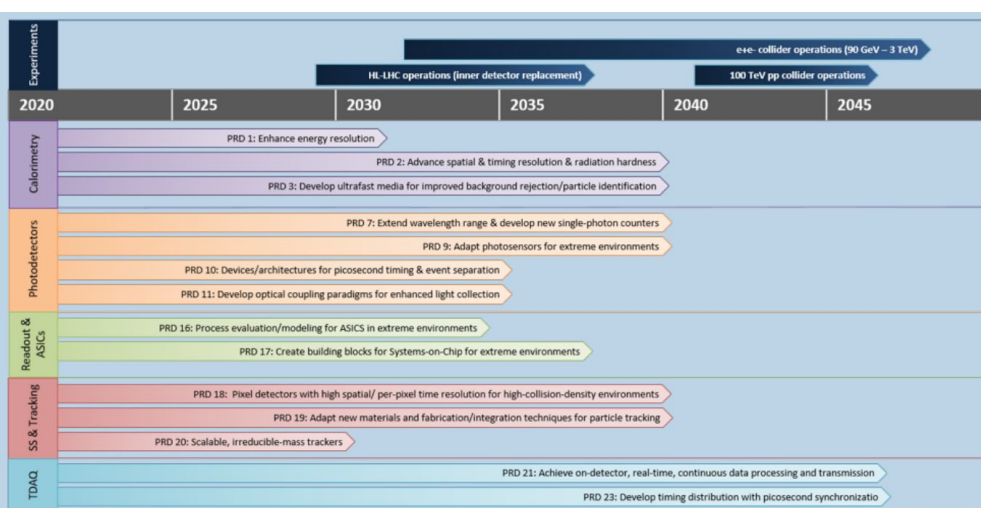 Experiments
e+e- collider operations (90 GeV – 3 TeV)
HL-LHC operations (inner detector replacement)
100 TeV pp collider operations
2020 2025 2030 2035 2040 2045
Calorimetry
PRD 1: Enhance energy resolution
PRD 2: Advance spatial & timing resolution & radiation hardness
PRD 3: Develop ultrafast media for improved background rejection/particle identification
Photodetectors
PRD 7: Extend wavelength range & develop new single-photon counters
PRD 9: Adapt photosensors for extreme environments
PRD 10: Devices/architectures for picosecond timing & event separation
PRD 11: Develop optical coupling paradigms for enhanced light collection
Readout &
ASICs
PRD 16: Process evaluation/modeling for ASICS in extreme environments
PRD 17: Create building blocks for Systems-on-Chip for extreme environments
SS & Tracking
PRD 18: Pixel detectors with high spatial/ per-pixel time resolution for high-collision-density environments
PRD 19: Adapt new materials and fabrication/integration techniques for particle tracking
PRD 20: Scalable, irreducible-mass trackers
TDAQ
PRD 21: Achieve on-detector, real-time, continuous data processing and transmission
PRD 23: Develop timing distribution with picosecond synchronizatio